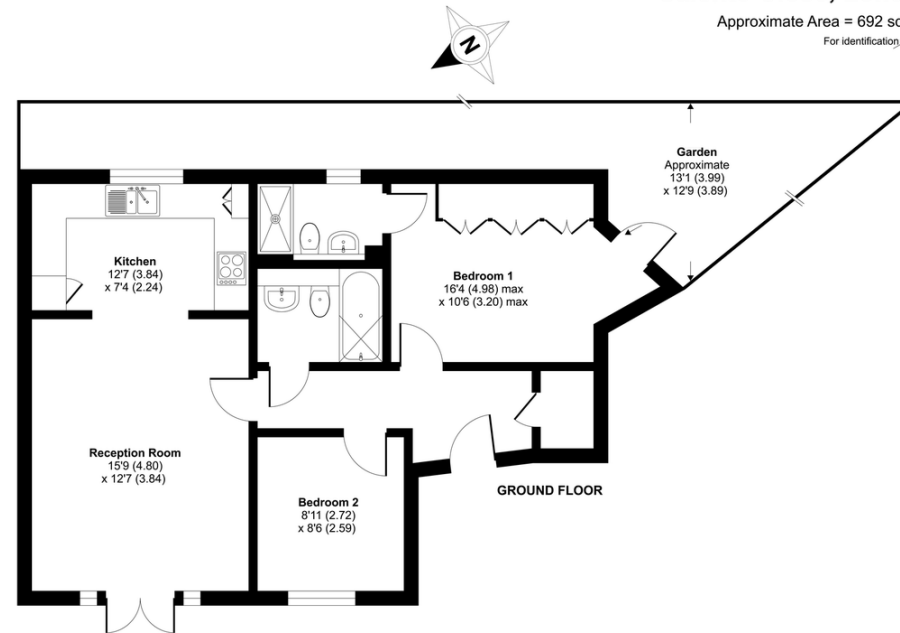 Approximate Area = 692 sq
For identification
N
Garden
Approximate
13'1 (3.99)
x 12'9 (3.89)
Kitchen
12'7 (3.84)
x 7'4 (2.24)
Bedroom 1
16'4 (4.98) max
x 10'6 (3.20) max
Reception Room
15'9 (4.80)
x 12'7 (3.84)
Bedroom 2
8'11 (2.72)
x 8'6 (2.59)
GROUND FLOOR